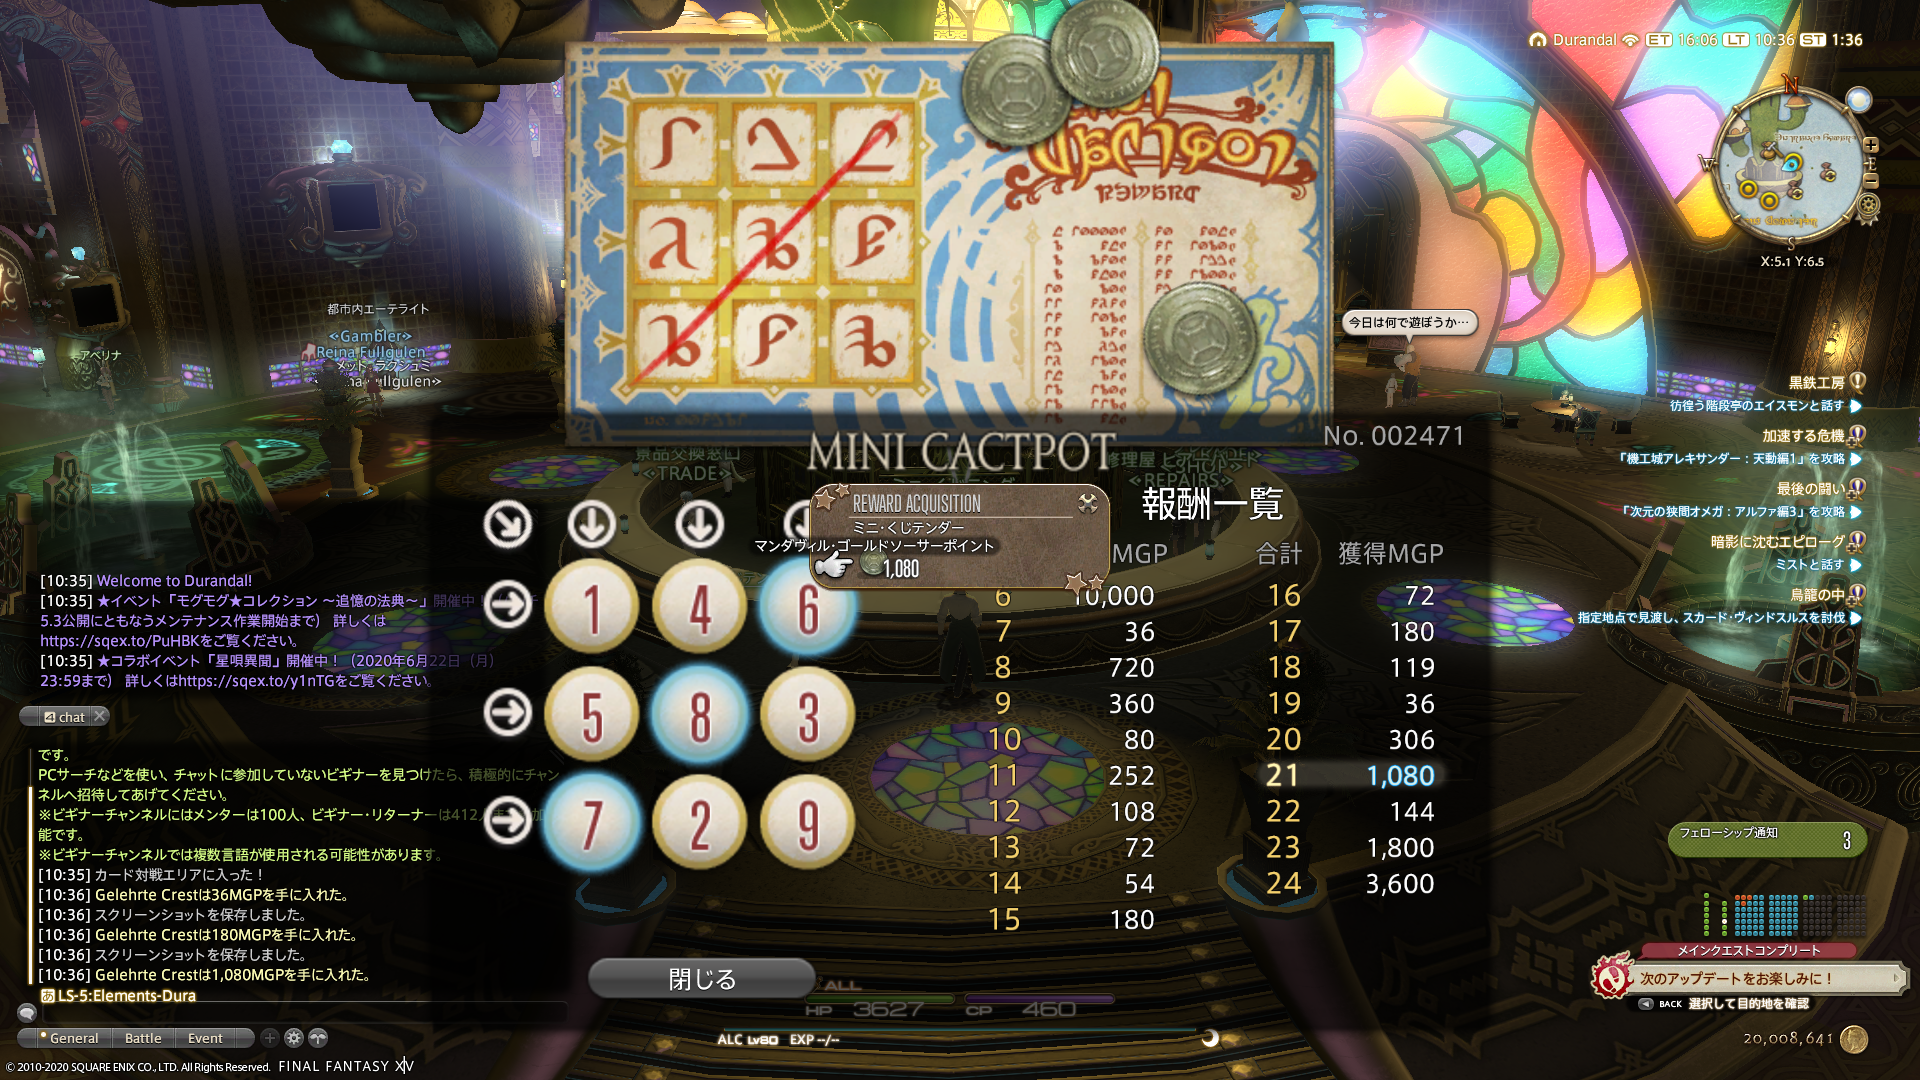 Durandal ET 16:06 LT 10:36 ST 1:36
N
W
E
S
X:5.1 Y:6.5
都市内エーテライト
«Gambler»
Reina Fullgulen
アベリナ
今日は何で遊ぼうか…
黒鉄工房
彷徨う階段亭のエイスモンと話す
加速する危機
「機工城アレキサンダー：天動編1」を攻略
最後の闘い
「次元の狭間オメガ：アルファ編3」を攻略
暗影に沈むエピローグ
ミストと話す
烏龍の中
指定地点で見渡し、スカード・ヴィンドスルスを討伐
No. 002471
MINI CACTPOT
景品交換窓口
«TRADE»
«REPAIRS»
REWARD ACQUISITION
ミニ・くじテンダー
マンダヴィル・ゴールドソーサーポイント
1,080
報酬一覧
MGP 合計 獲得MGP
1 4 6
5 8 3
7 2 9
6 10,000 16 72
7 36 17 180
8 720 18 119
9 360 19 36
10 80 20 306
11 252 21 1,080
12 108 22 144
13 72 23 1,800
14 54 24 3,600
15 180
閉じる
[10:35] Welcome to Durandal!
[10:35] ★イベント「モグモグ★コレクション ～追憶の法典～」開催中！
5.3公開にともなうメンテナンス作業開始まで） 詳しくは
https://sqex.to/PuHBKをご覧ください。
[10:35] ★コラボイベント「星唄異聞」開催中！（2020年6月22日（月）
23:59まで） 詳しくはhttps://sqex.to/y1nTGをご覧ください。
4 chat
です。
PCサーチなどを使い、チャットに参加していないビギナーを見つけたら、積極的にチャン
ネルへ招待してあげてください。
※ビギナーチャンネルにはメンターは100人、ビギナー・リターナーは412人
能です。
※ビギナーチャンネルでは複数言語が使用される可能性があります。
[10:35] カード対戦エリアに入った！
[10:36] Gelehrte Crestは36MGPを手に入れた。
[10:36] スクリーンショットを保存しました。
[10:36] Gelehrte Crestは180MGPを手に入れた。
[10:36] スクリーンショットを保存しました。
[10:36] Gelehrte Crestは1,080MGPを手に入れた。
あ LS-5:Elements-Dura
General Battle Event
ALL
HP 3627 CP 460
ALC Lv80 EXP --/--
フェローシップ通知 3
メインクエストコンプリート
次のアップデートをお楽しみに！
BACK 選択して目的地を確認
20,008,641
© 2010-2020 SQUARE ENIX CO., LTD. All Rights Reserved. FINAL FANTASY XIV